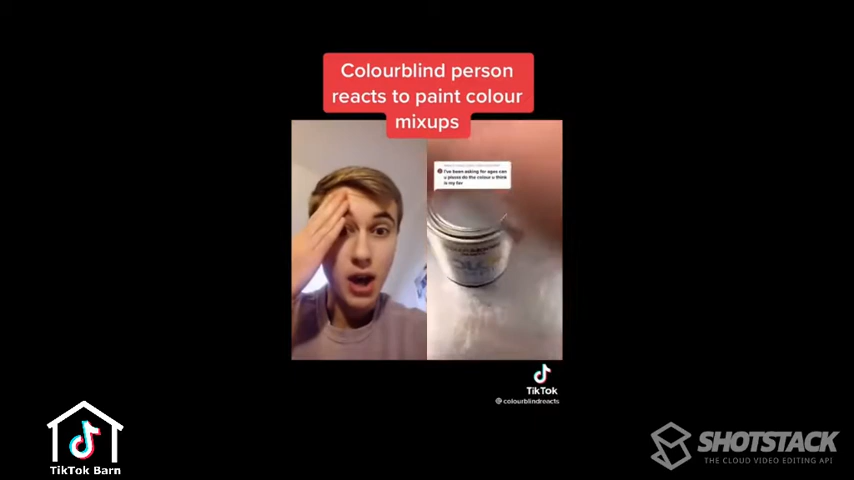 Colourblind person
reacts to paint colour
mixups
I've been asking for ages can
u please do the colour u think
is my fav
TikTok
@colourblindreacts
TikTok Barn
SHOTSTACK
THE CLOUD VIDEO EDITING API